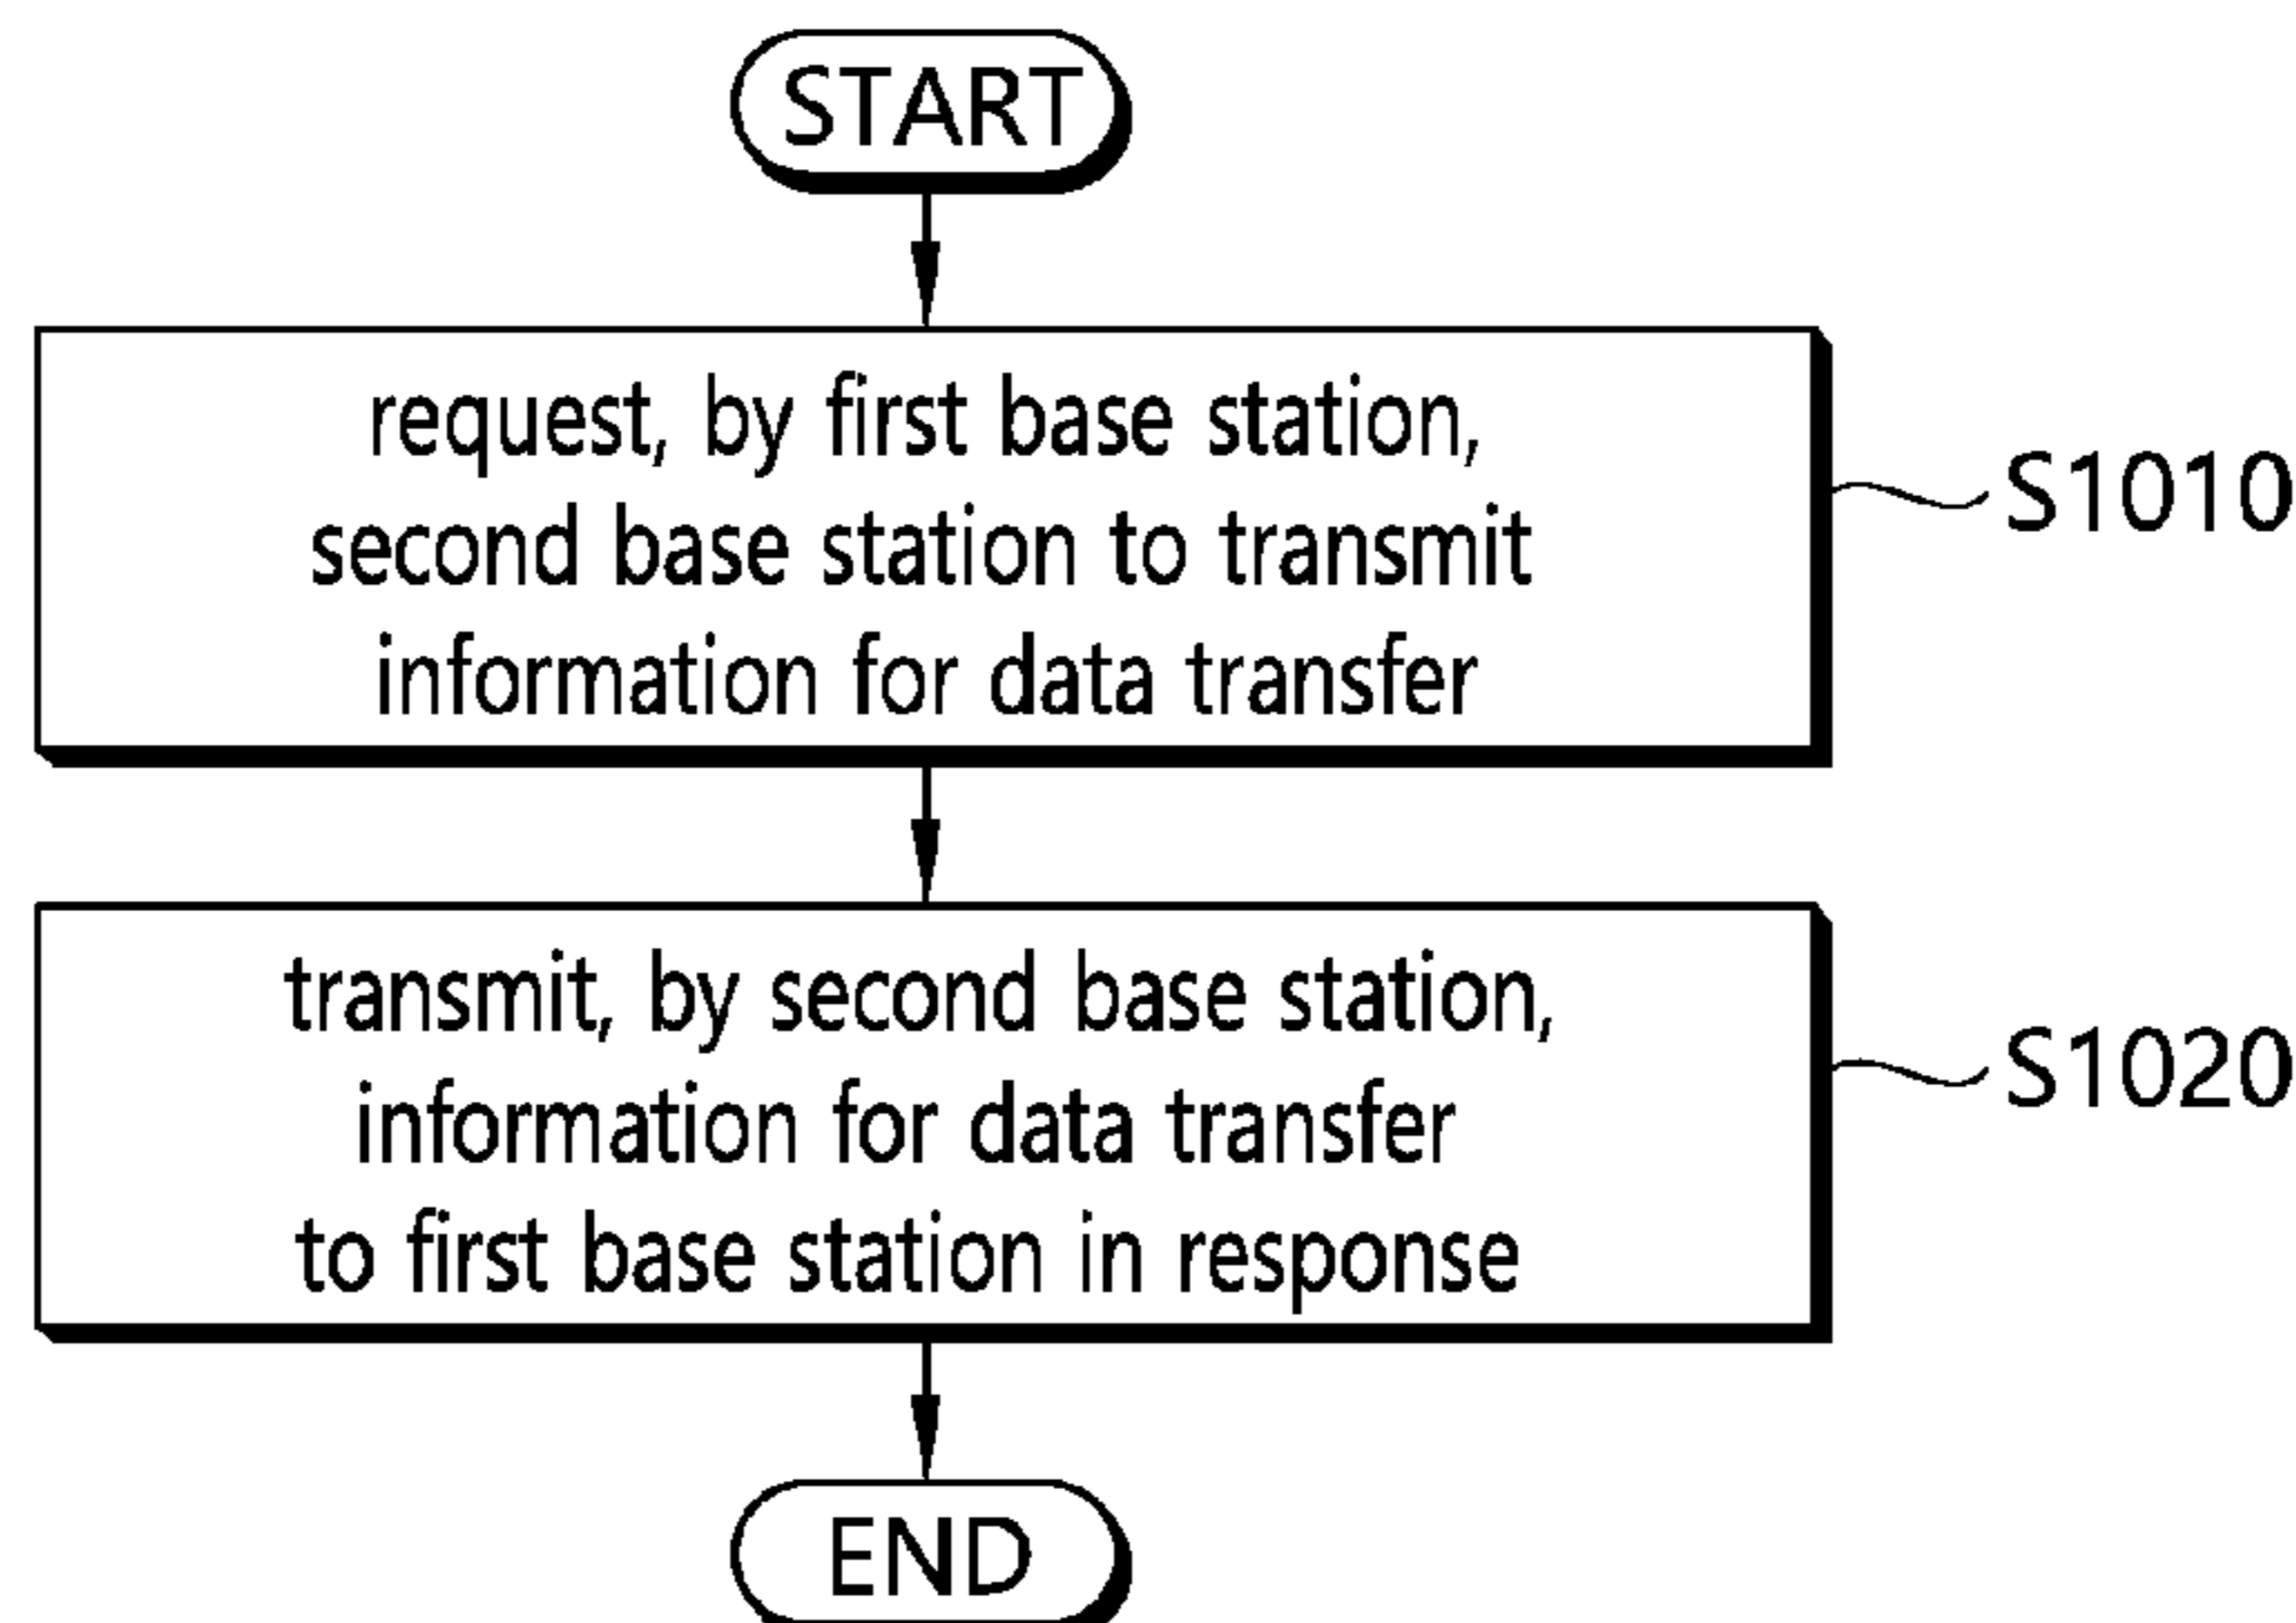 START
request, by first base station,
second base station to transmit
information for data transfer
S1010
transmit, by second base station,
information for data transfer
to first base station in response
S1020
END